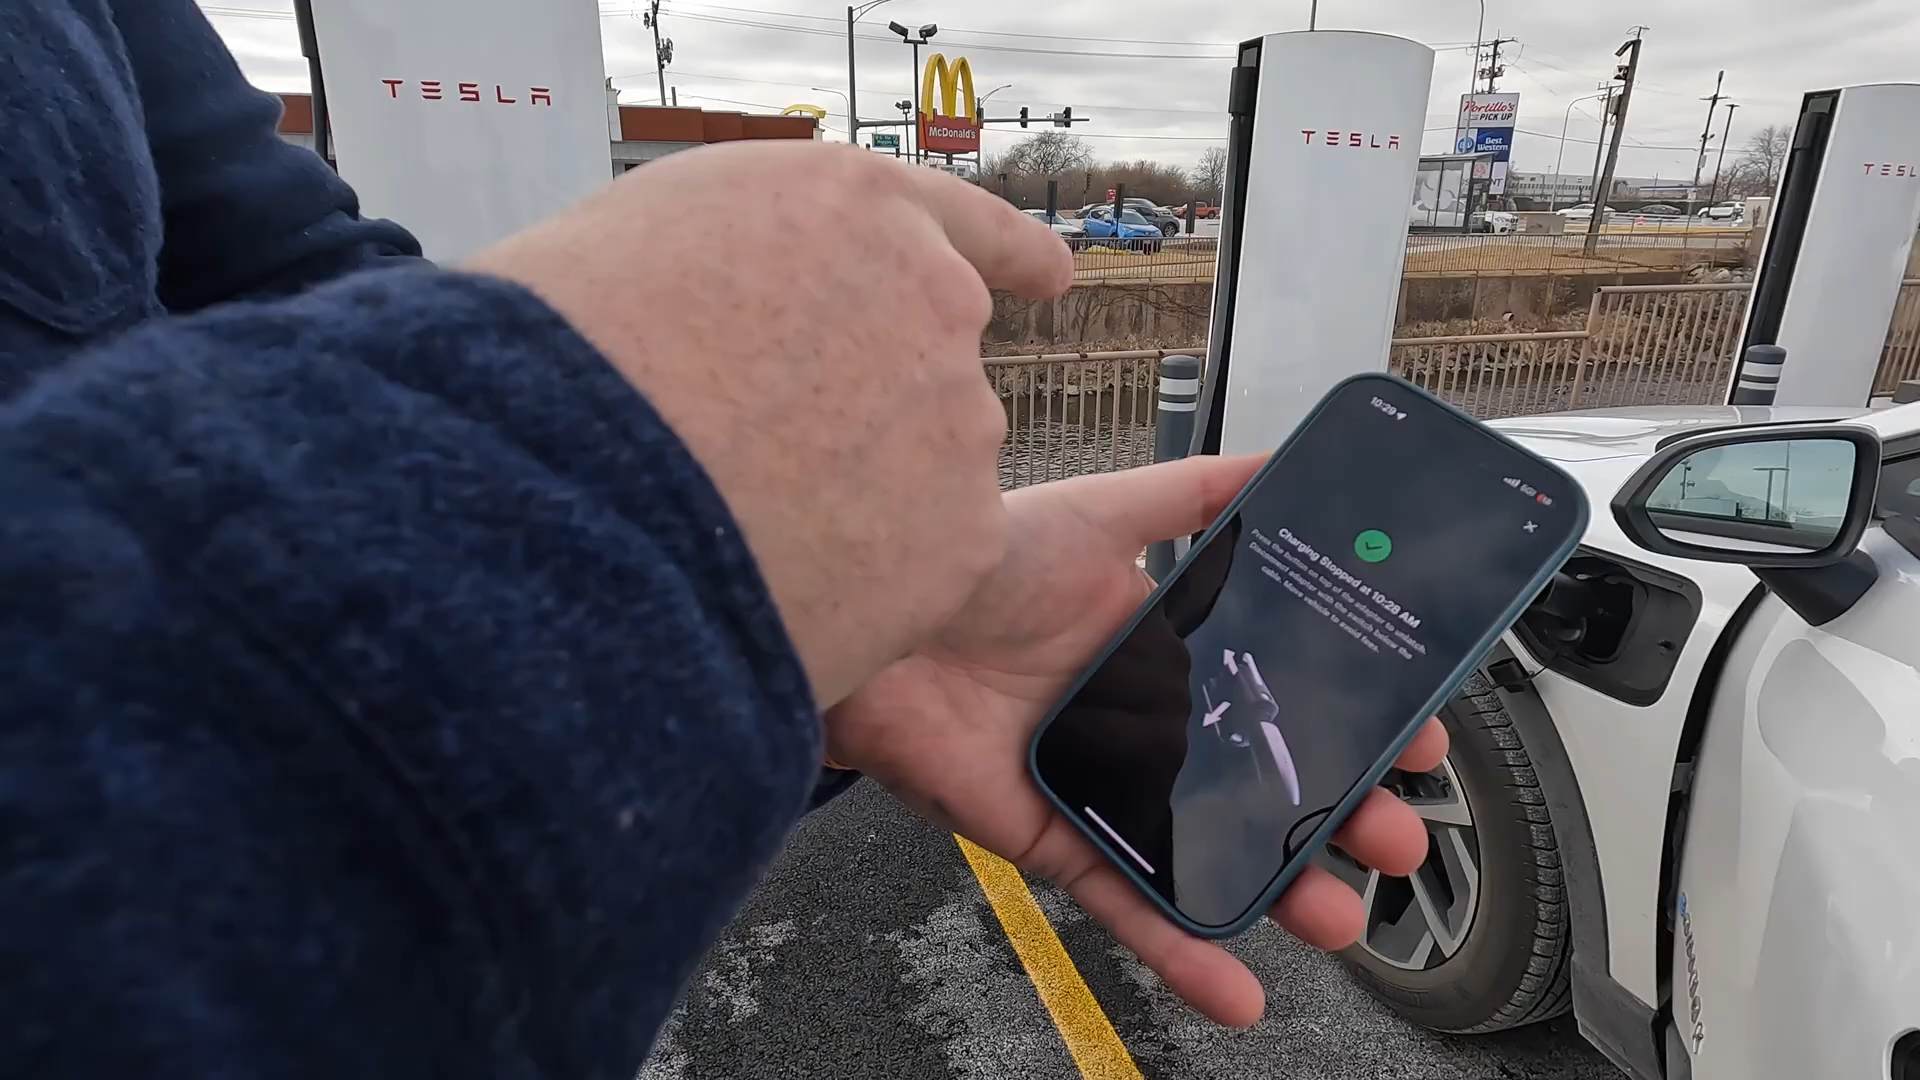 TESLA
McDonald's
TESLA
Portillo's
PICK UP
Best
Western
TESL
10:29
Charging Stopped at 10:28 AM
Press the button on top of the adapter to unlatch.
Disconnect adapter with the switch below the
cable. Move vehicle to avoid fees.